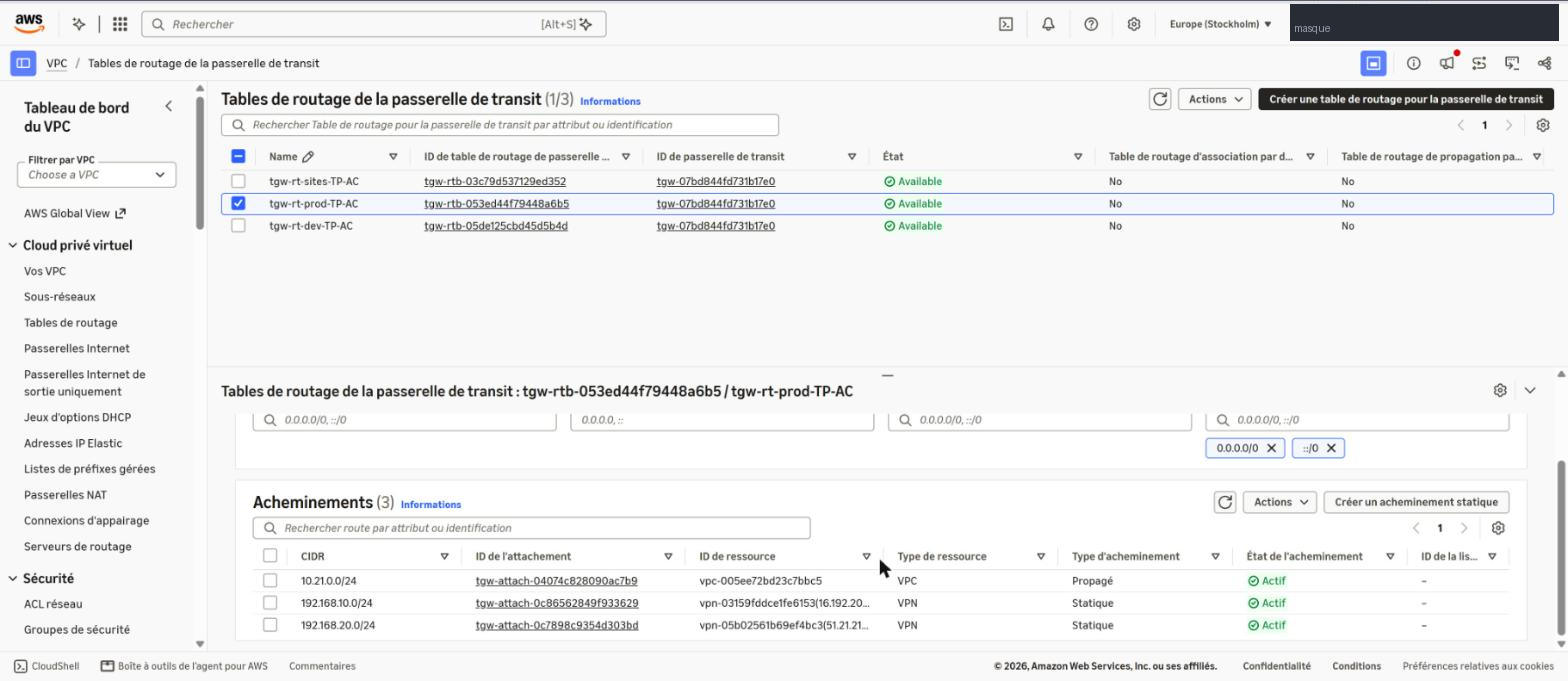 aws Rechercher [Alt+S] Europe (Stockholm) masque
VPC / Tables de routage de la passerelle de transit
Tableau de bord du VPC
Filtrer par VPC
Choose a VPC
AWS Global View
Cloud privé virtuel
Vos VPC
Sous-réseaux
Tables de routage
Passerelles Internet
Passerelles Internet de
sortie uniquement
Jeux d'options DHCP
Adresses IP Elastic
Listes de préfixes gérées
Passerelles NAT
Connexions d'appairage
Serveurs de routage
Sécurité
ACL réseau
Groupes de sécurité
Tables de routage de la passerelle de transit (1/3) Informations Actions Créer une table de routage pour la passerelle de transit
Rechercher Table de routage pour la passerelle de transit par attribut ou identification 1
Name ID de table de routage de passerelle ... ID de passerelle de transit État Table de routage d'association par d... Table de routage de propagation pa...
tgw-rt-sites-TP-AC tgw-rtb-03c79d537129ed352 tgw-07bd844fd731b17e0 Available No No
tgw-rt-prod-TP-AC tgw-rtb-053ed44f79448a6b5 tgw-07bd844fd731b17e0 Available No No
tgw-rt-dev-TP-AC tgw-rtb-05de125cbd45d5b4d tgw-07bd844fd731b17e0 Available No No
Tables de routage de la passerelle de transit : tgw-rtb-053ed44f79448a6b5 / tgw-rt-prod-TP-AC
0.0.0.0/0, ::/0 0.0.0.0, :: 0.0.0.0/0, ::/0 0.0.0.0/0, ::/0
0.0.0.0/0 ::/0
Acheminements (3) Informations Actions Créer un acheminement statique
Rechercher route par attribut ou identification 1
CIDR ID de l'attachement ID de ressource Type de ressource Type d'acheminement État de l'acheminement ID de la lis...
10.21.0.0/24 tgw-attach-04074c828090ac7b9 vpc-005ee72bd23c7bbc5 VPC Propagé Actif –
192.168.10.0/24 tgw-attach-0c86562849f933629 vpn-03159fddce1fe6153(16.192.20... VPN Statique Actif –
192.168.20.0/24 tgw-attach-0c7898c9354d303bd vpn-05b02561b69ef4bc3(51.21.21... VPN Statique Actif –
CloudShell Boîte à outils de l'agent pour AWS Commentaires © 2026, Amazon Web Services, Inc. ou ses affiliés. Confidentialité Conditions Préférences relatives aux cookies